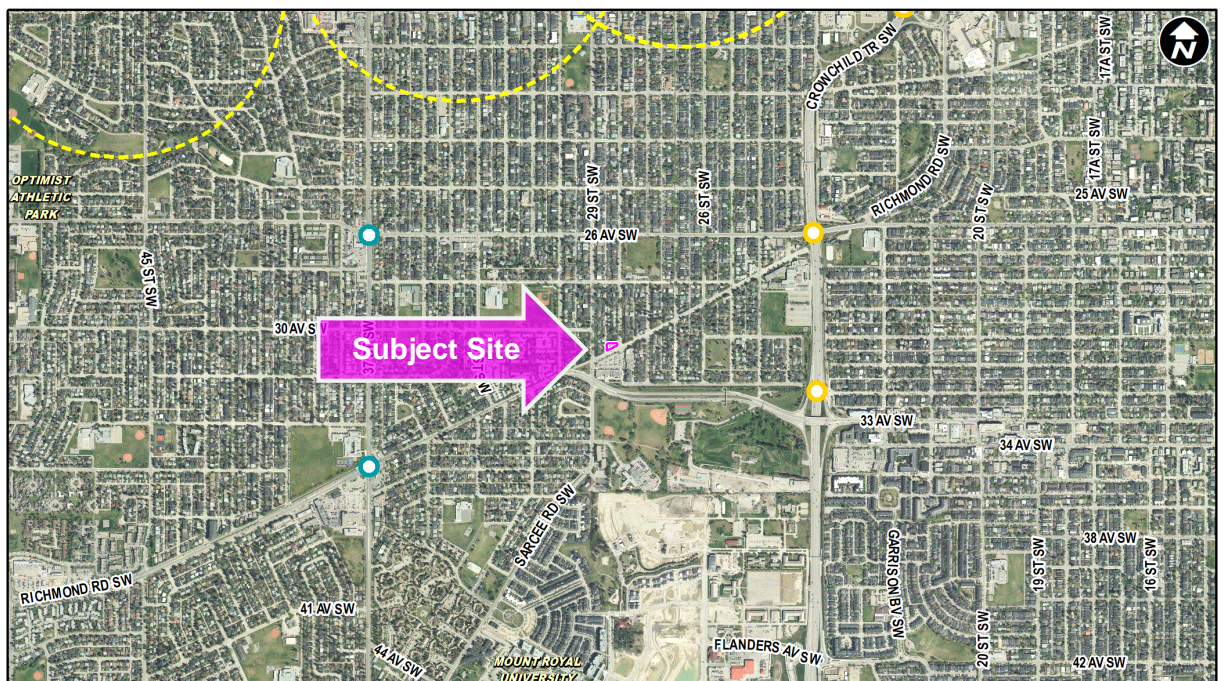 N
CROWCHILD TR SW
17A ST SW
RICHMOND RD SW
17A ST SW
OPTIMIST
ATHLETIC
PARK
29 ST SW
26 ST SW
25 AV SW
20 ST SW
26 AV SW
45 ST SW
30 AV SW
37 ST SW
Subject Site
33 AV SW
34 AV SW
SARCEE RD SW
38 AV SW
GARRISON BV SW
19 ST SW
16 ST SW
RICHMOND RD SW
41 AV SW
44 AV SW
MOUNT ROYAL
UNIVERSITY
FLANDERS AV SW
20 ST SW
42 AV SW